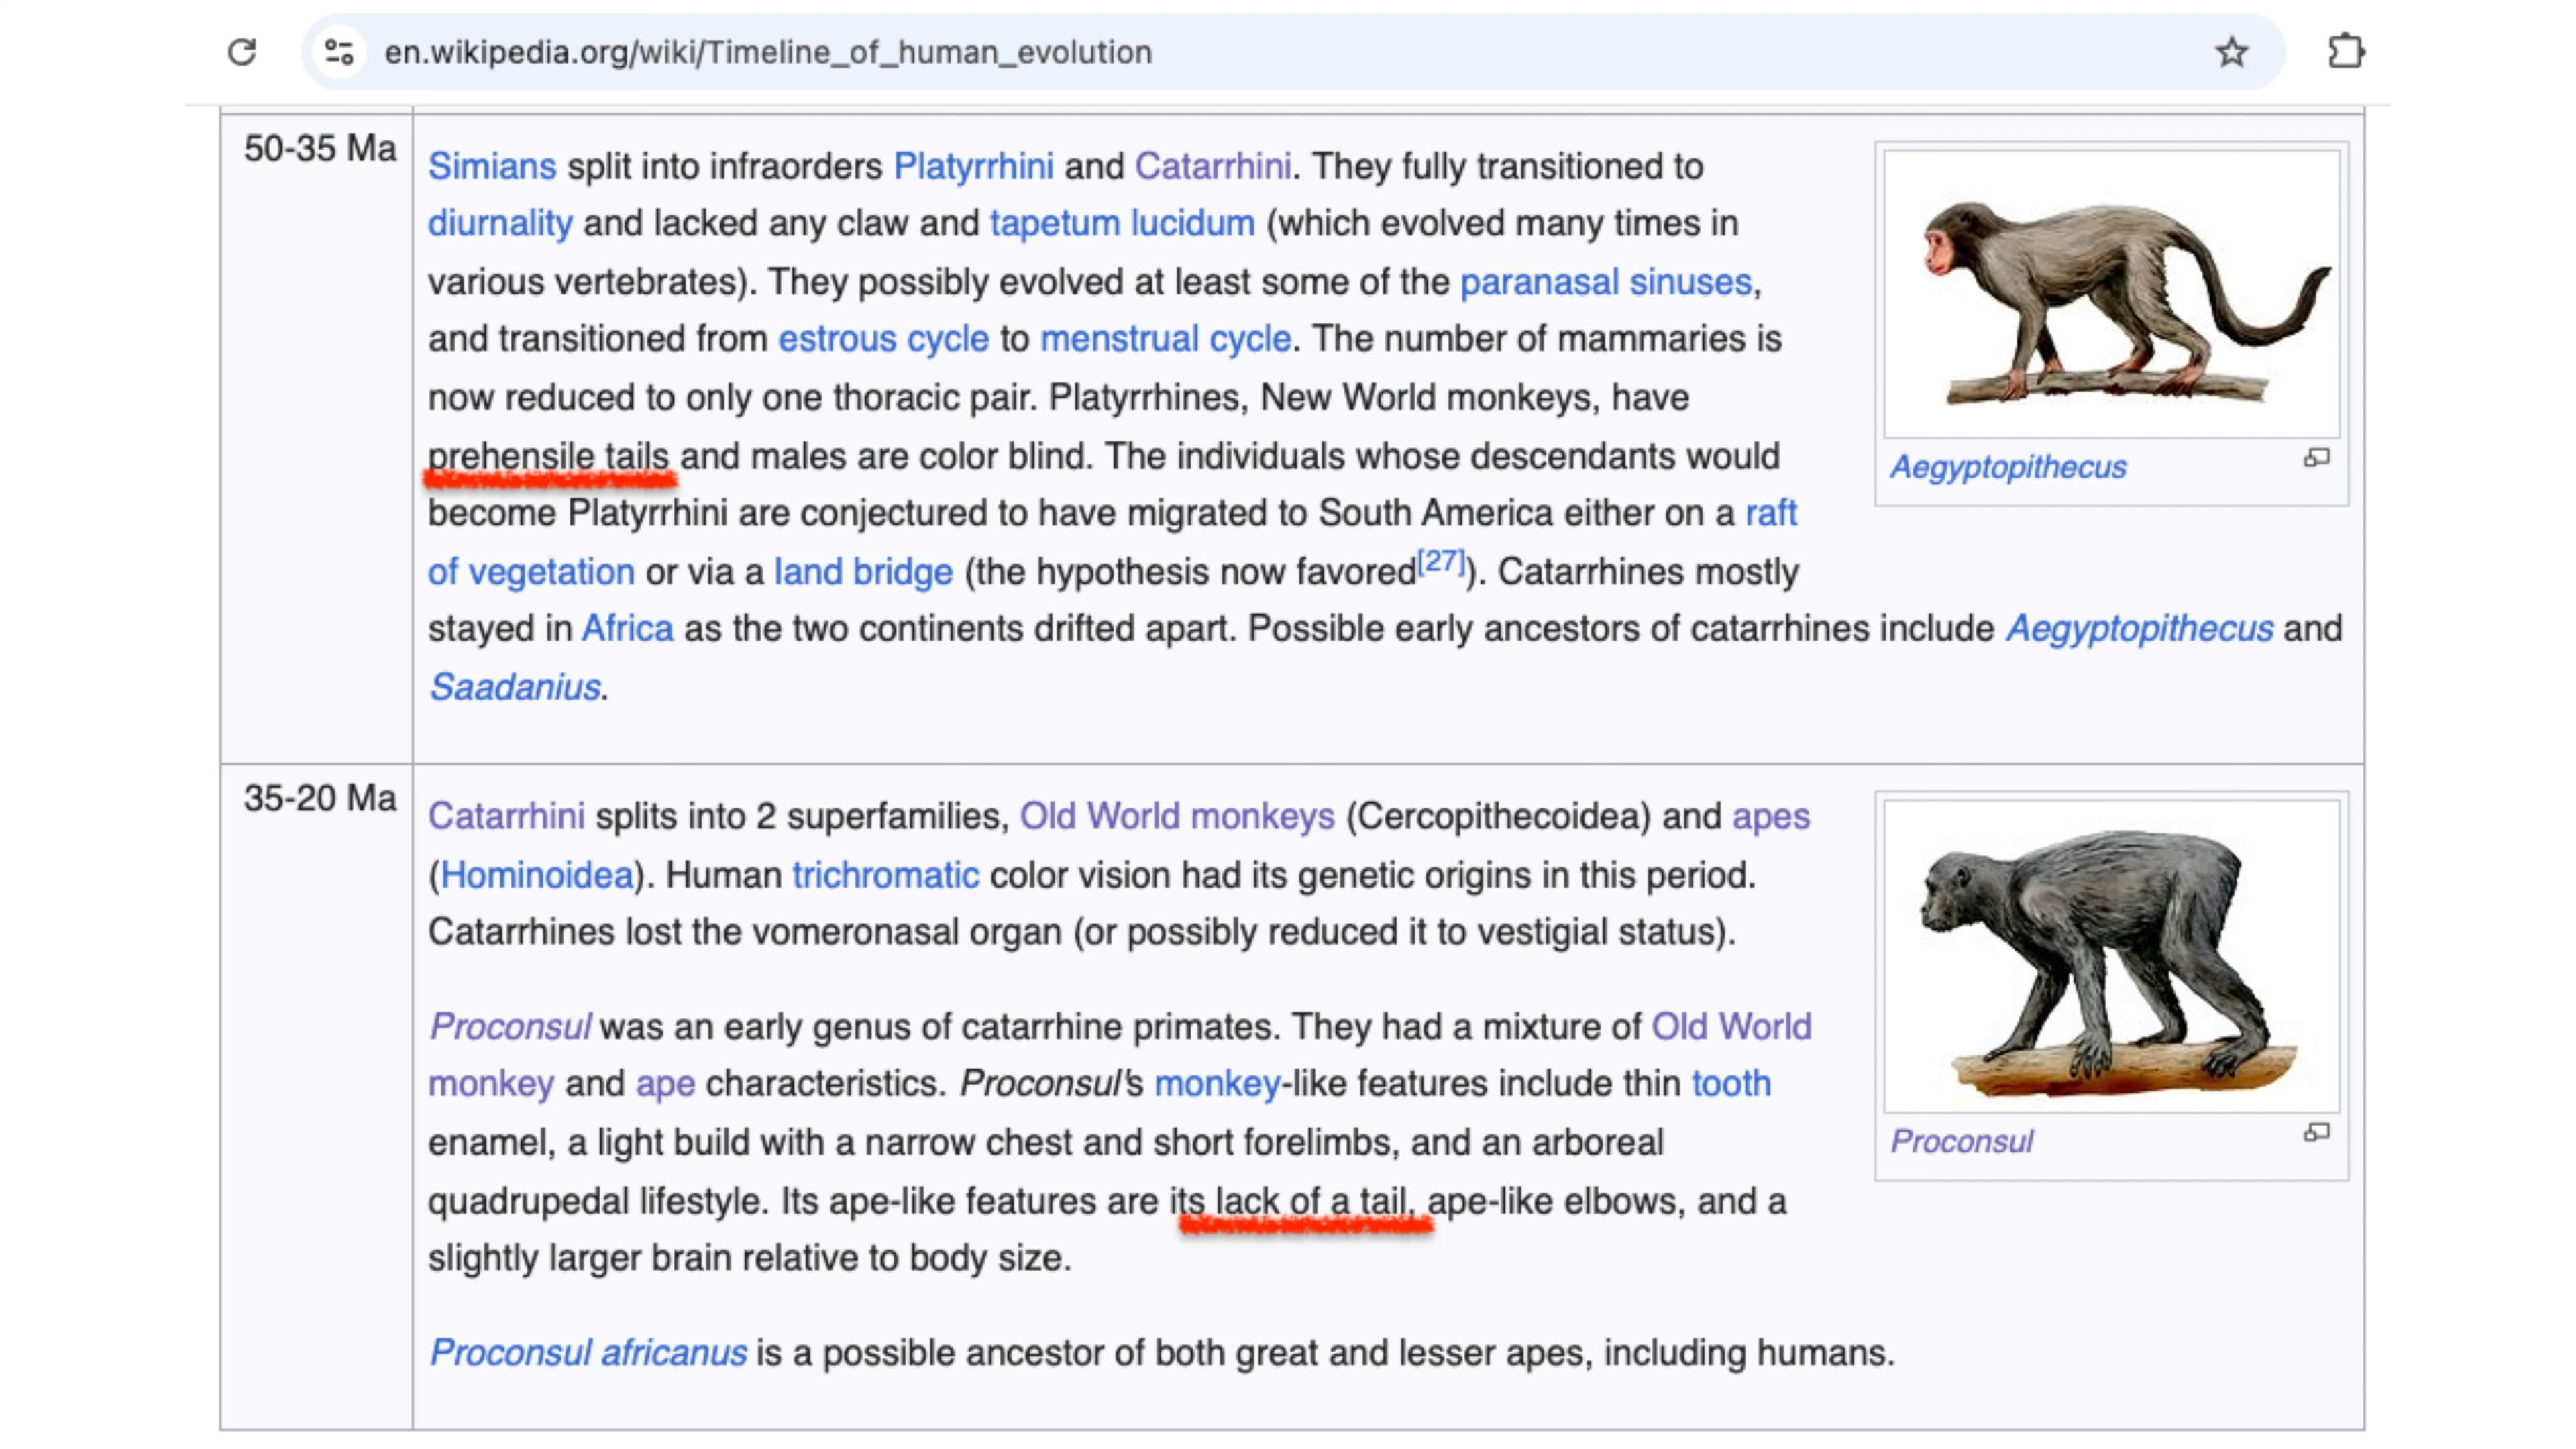 en.wikipedia.org/wiki/Timeline_of_human_evolution
50-35 Ma
Simians split into infraorders Platyrrhini and Catarrhini. They fully transitioned to
diurnality and lacked any claw and tapetum lucidum (which evolved many times in
various vertebrates). They possibly evolved at least some of the paranasal sinuses,
and transitioned from estrous cycle to menstrual cycle. The number of mammaries is
now reduced to only one thoracic pair. Platyrrhines, New World monkeys, have
prehensile tails and males are color blind. The individuals whose descendants would
become Platyrrhini are conjectured to have migrated to South America either on a raft
of vegetation or via a land bridge (the hypothesis now favored[27]). Catarrhines mostly
stayed in Africa as the two continents drifted apart. Possible early ancestors of catarrhines include Aegyptopithecus and
Saadanius.
Aegyptopithecus
35-20 Ma
Catarrhini splits into 2 superfamilies, Old World monkeys (Cercopithecoidea) and apes
(Hominoidea). Human trichromatic color vision had its genetic origins in this period.
Catarrhines lost the vomeronasal organ (or possibly reduced it to vestigial status).
Proconsul was an early genus of catarrhine primates. They had a mixture of Old World
monkey and ape characteristics. Proconsul's monkey-like features include thin tooth
enamel, a light build with a narrow chest and short forelimbs, and an arboreal
quadrupedal lifestyle. Its ape-like features are its lack of a tail, ape-like elbows, and a
slightly larger brain relative to body size.
Proconsul africanus is a possible ancestor of both great and lesser apes, including humans.
Proconsul